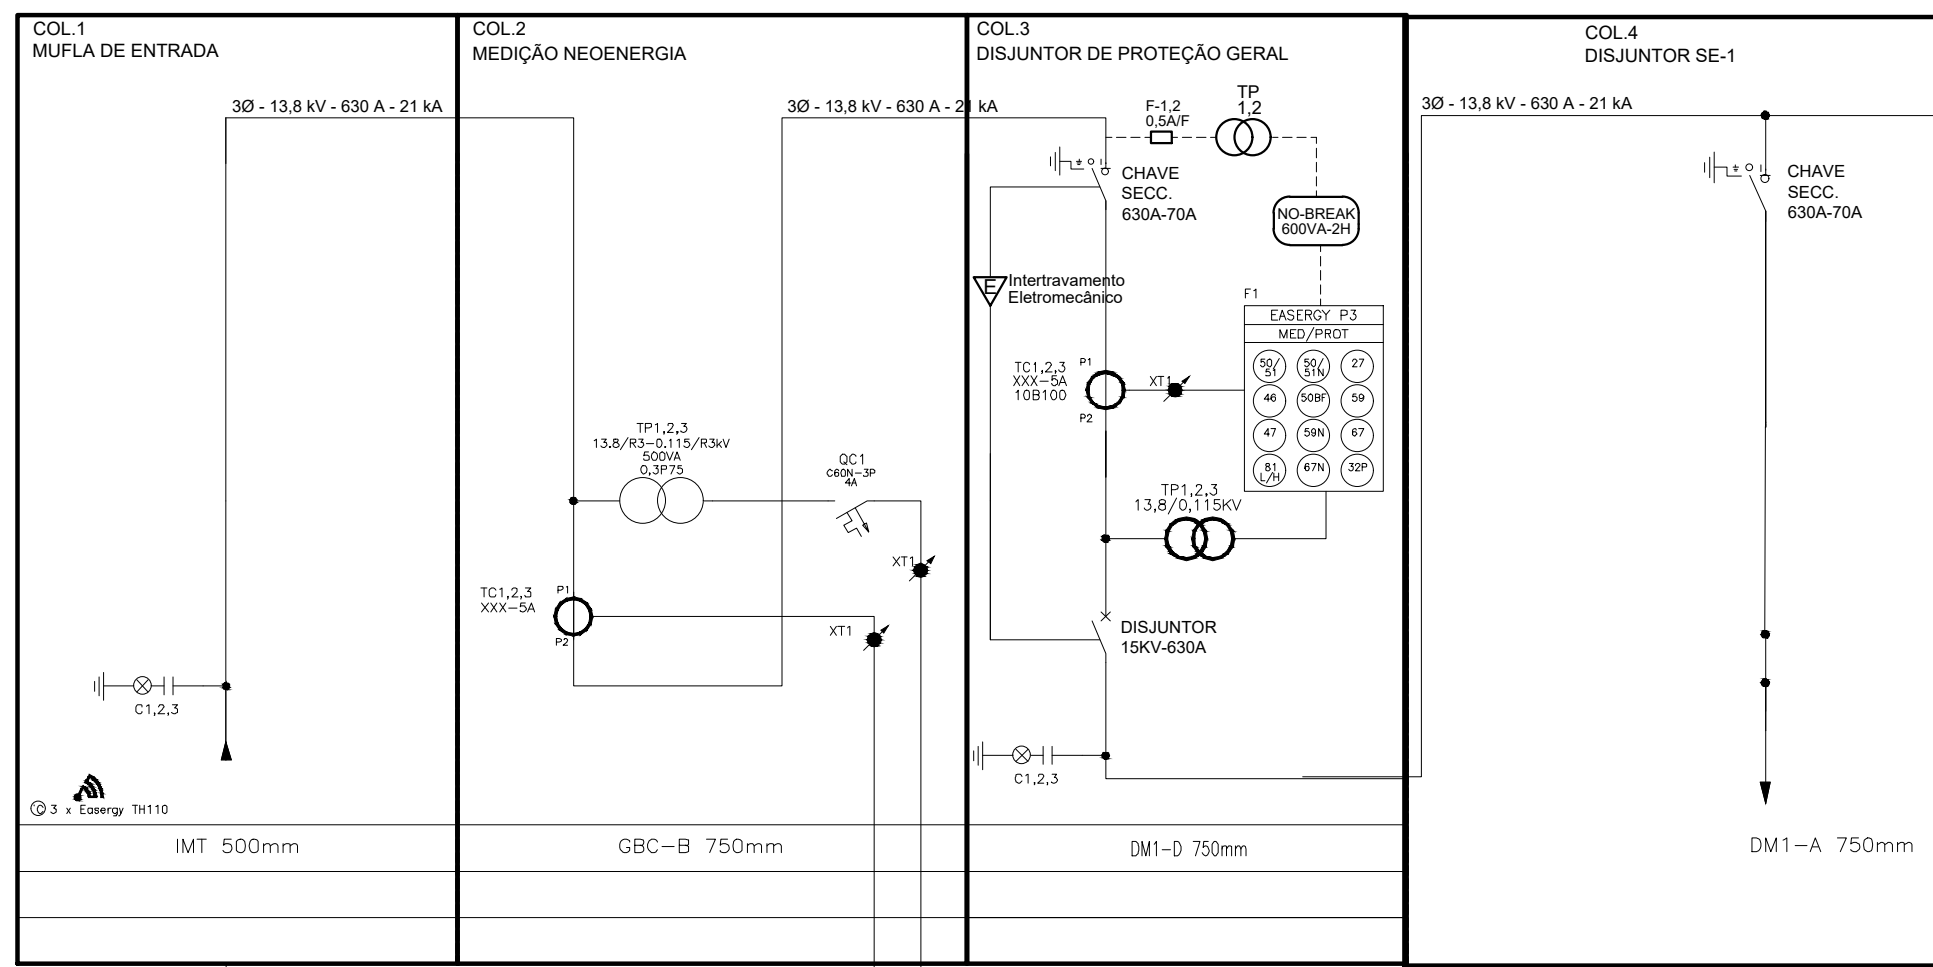 COL.1
MUFLA DE ENTRADA
3Ø - 13,8 kV - 630 A - 21 kA
C1,2,3
°C 3 x Easergy TH110
IMT 500mm
COL.2
MEDIÇÃO NEOENERGIA
3Ø - 13,8 kV - 630 A - 21 kA
TP1,2,3
13.8/R3-0.115/R3kV
500VA
0,3P75
QC1
C60N-3P
4A
XT1
TC1,2,3
XXX-5A
P1
P2
XT1
GBC-B 750mm
COL.3
DISJUNTOR DE PROTEÇÃO GERAL
F-1,2
0,5A/F
TP
1,2
CHAVE
SECC.
630A-70A
NO-BREAK
600VA-2H
E
Intertravamento
Eletromecânico
F1
EASERGY P3
MED/PROT
50/
51
50/
51N
27
46
50BF
59
47
59N
67
81
L/H
67N
32P
TC1,2,3
XXX-5A
10B100
P1
P2
XT1
TP1,2,3
13,8/0,115KV
DISJUNTOR
15KV-630A
C1,2,3
DM1-D 750mm
COL.4
DISJUNTOR SE-1
3Ø - 13,8 kV - 630 A - 21 kA
CHAVE
SECC.
630A-70A
DM1-A 750mm